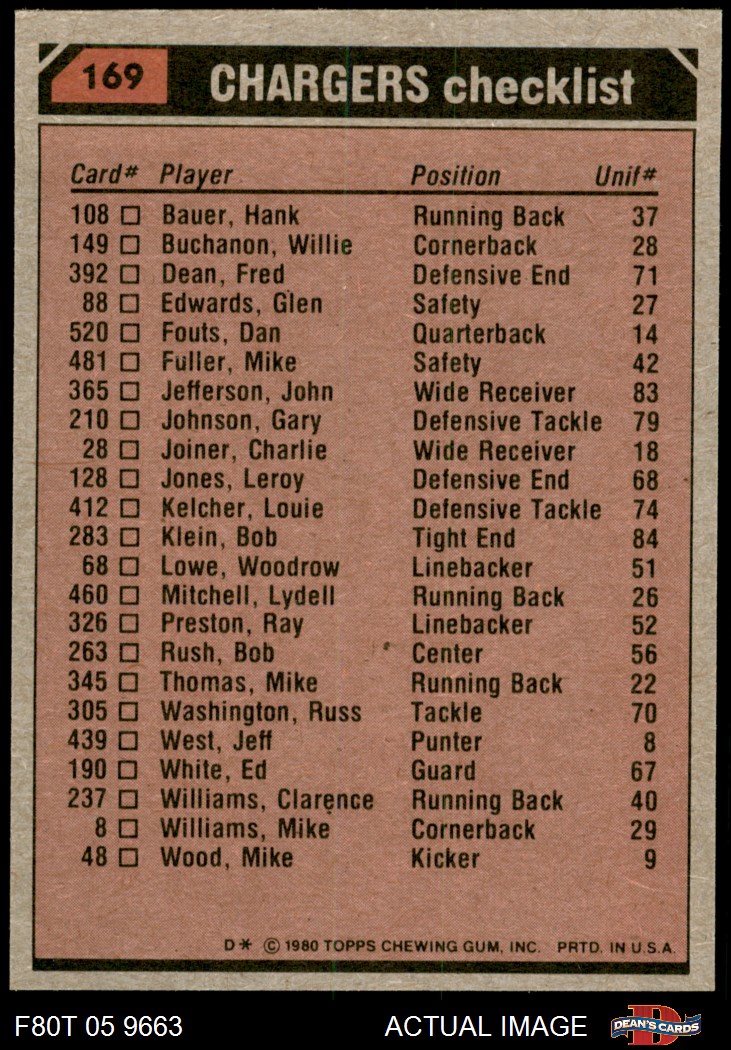 169 CHARGERS checklist
Card# Player Position Unif#
108 Bauer, Hank Running Back 37
149 Buchanon, Willie Cornerback 28
392 Dean, Fred Defensive End 71
88 Edwards, Glen Safety 27
520 Fouts, Dan Quarterback 14
481 Fuller, Mike Safety 42
365 Jefferson, John Wide Receiver 83
210 Johnson, Gary Defensive Tackle 79
28 Joiner, Charlie Wide Receiver 18
128 Jones, Leroy Defensive End 68
412 Kelcher, Louie Defensive Tackle 74
283 Klein, Bob Tight End 84
68 Lowe, Woodrow Linebacker 51
460 Mitchell, Lydell Running Back 26
326 Preston, Ray Linebacker 52
263 Rush, Bob Center 56
345 Thomas, Mike Running Back 22
305 Washington, Russ Tackle 70
439 West, Jeff Punter 8
190 White, Ed Guard 67
237 Williams, Clarence Running Back 40
8 Williams, Mike Cornerback 29
48 Wood, Mike Kicker 9
D* © 1980 TOPPS CHEWING GUM, INC. PRTD. IN U.S.A.
F80T 05 9663 ACTUAL IMAGE D DEAN'S CARDS